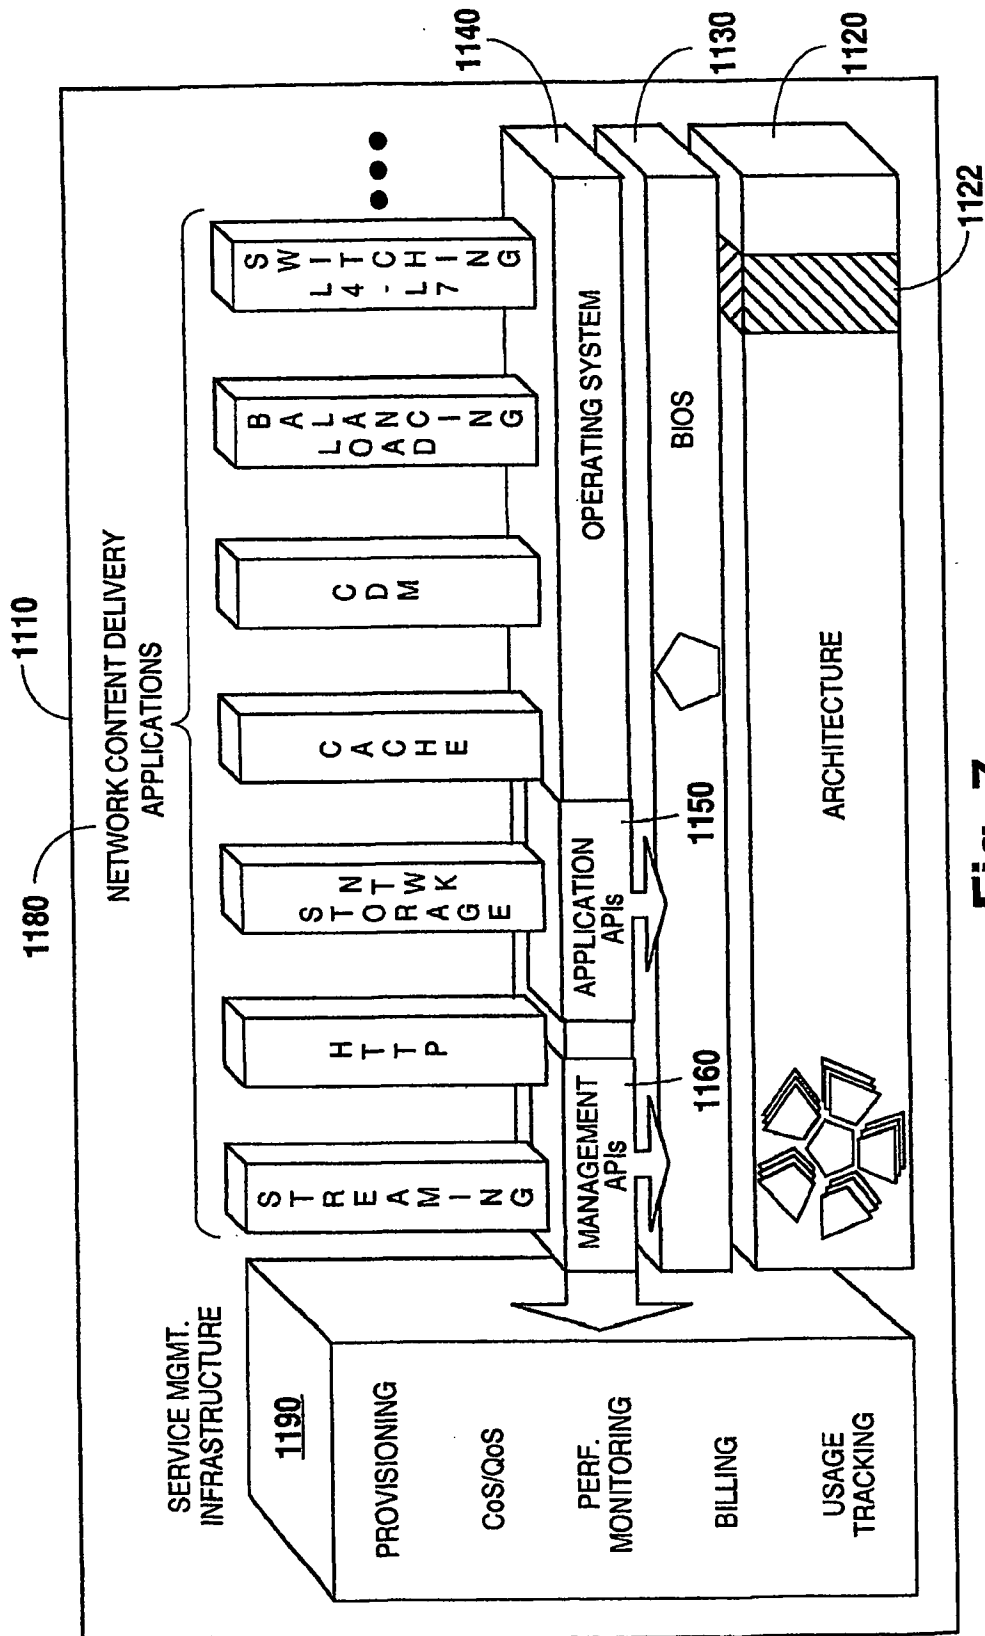 1110
1180
NETWORK CONTENT DELIVERY
APPLICATIONS
SERVICE MGMT.
INFRASTRUCTURE
1190
PROVISIONING
CoS/QoS
PERF.
MONITORING
BILLING
USAGE
TRACKING
STREAMING
HTTP
NTWK
STORAGE
CACHE
CDM
LOAD
BALANCING
L4-L7
SWITCHING
1140
1130
1120
1122
MANAGEMENT
APIs
1160
APPLICATION
APIs
1150
OPERATING SYSTEM
BIOS
ARCHITECTURE